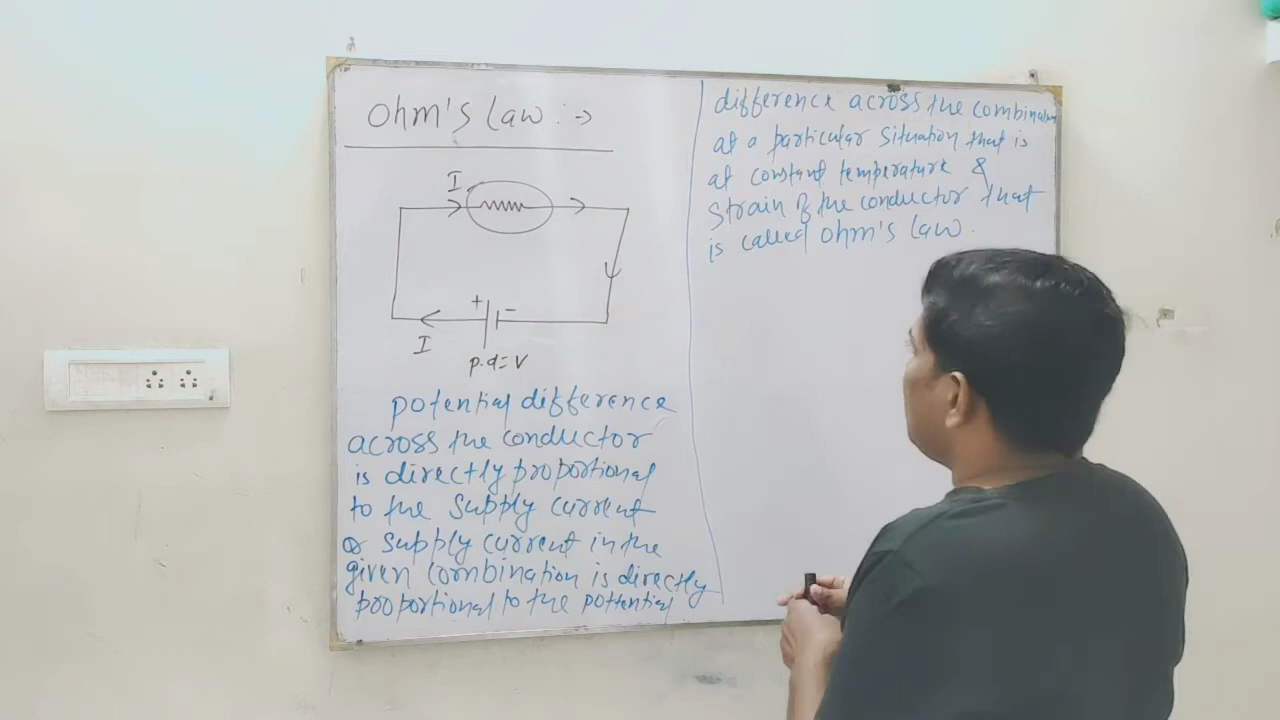 Ohm's Law :->
I
+ -
I
p.d=V
potential difference
across the conductor
is directly proportional
to the supply current
or supply current in the
given combination is directly
proportional to the pottential
difference across the combination
at a particular situation that is
at constant temperature &
strain of the conductor that
is called Ohm's Law.